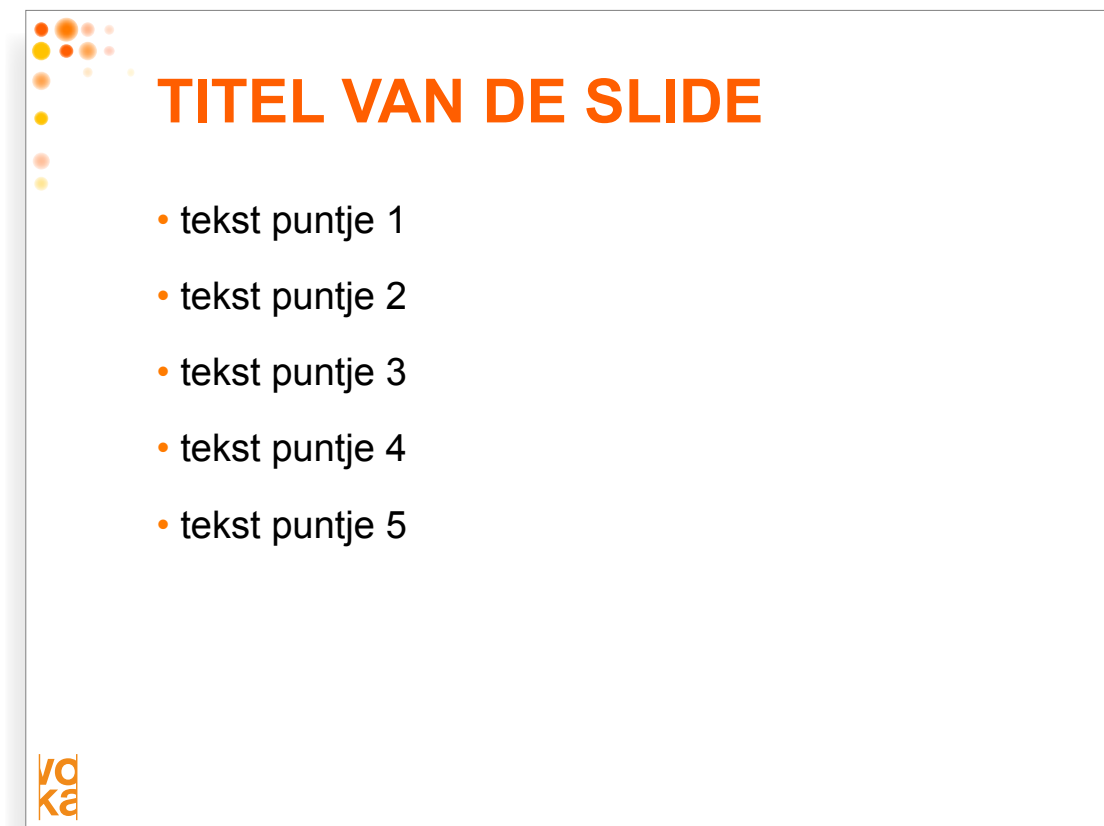 TITEL VAN DE SLIDE
• tekst puntje 1
• tekst puntje 2
• tekst puntje 3
• tekst puntje 4
• tekst puntje 5
vo
ka